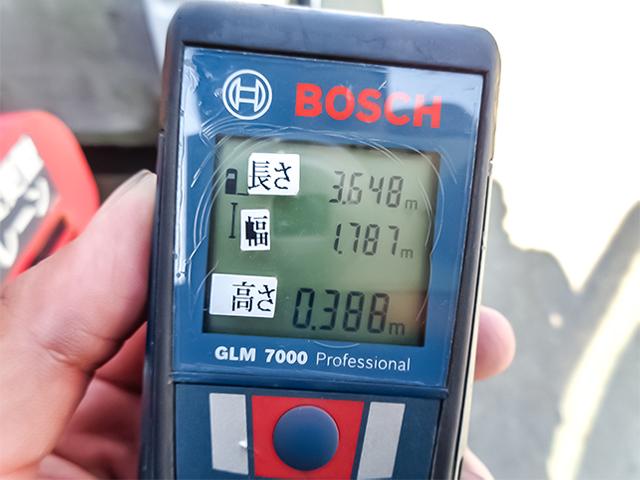 BOSCH
長さ 3.648 m
幅 1.787 m
高さ 0.388 m
GLM 7000 Professional